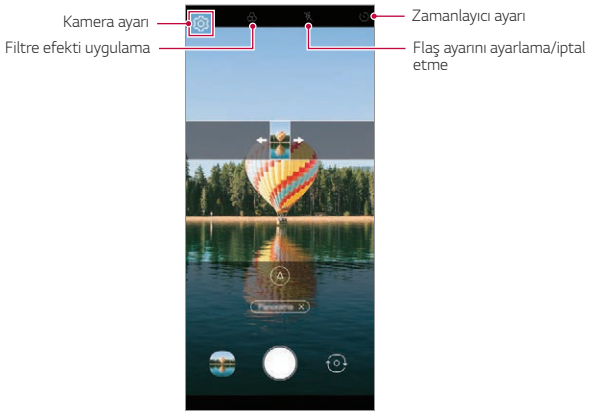 Kamera ayarı
Zamanlayıcı ayarı
Filtre efekti uygulama
Flaş ayarını ayarlama/iptal
etme
Panorama